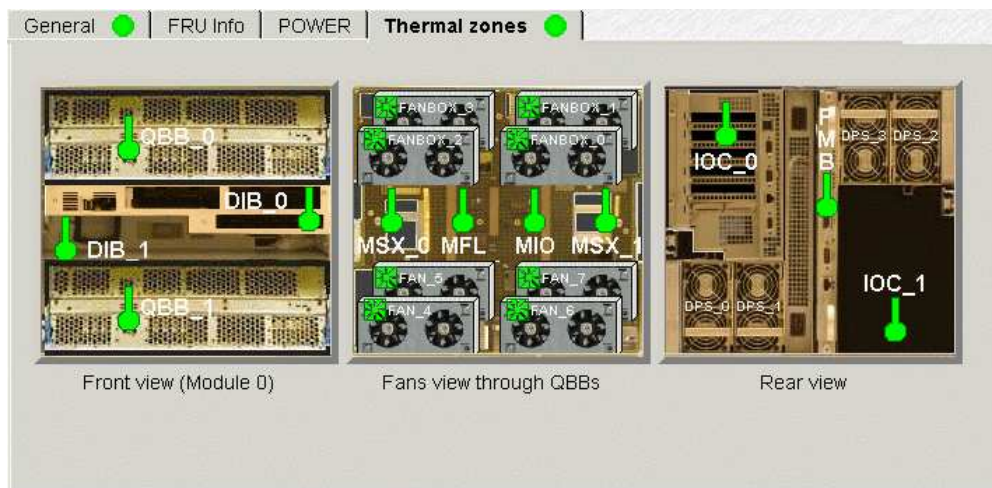 General
FRU Info
POWER
Thermal zones
QBB_0
DIB_0
DIB_1
QBB_1
Front view (Module 0)
FANBOX_3
FANBOX_1
FANBOX_2
FANBOX_0
MSX_0
MFL
MIO
MSX_1
FAN_5
FAN_7
FAN_4
FAN_6
Fans view through QBBs
IOC_0
PMB
DPS_3
DPS_2
IOC_1
DPS_0
DPS_1
Rear view